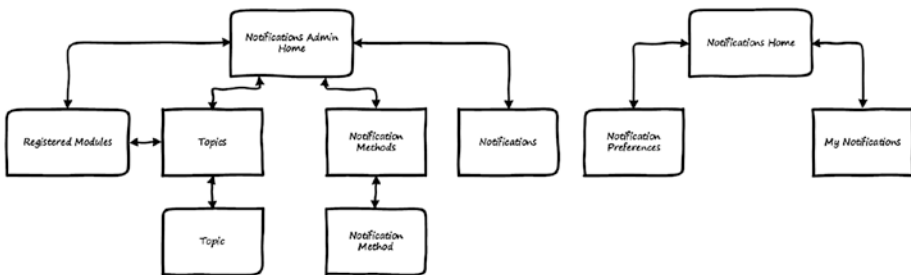 Notifications Admin
Home
Notifications Home
Registered Modules
Topics
Notification
Methods
Notifications
Notification
Preferences
My Notifications
Topic
Notification
Method